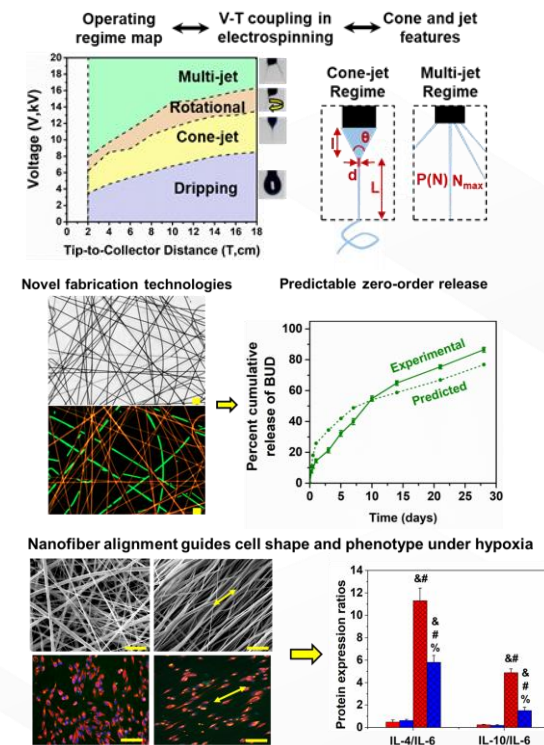 Operating regime map
V-T coupling in electrospinning
Cone and jet features
Voltage (V,kV)
20
18
16
14
12
10
8
6
4
2
0
Multi-jet
Rotational
Cone-jet
Dripping
0 2 4 6 8 10 12 14 16 18
Tip-to-Collector Distance (T,cm)
Cone-jet Regime
l
θ
d
L
Multi-jet Regime
P(N) Nmax
Novel fabrication technologies
Predictable zero-order release
Percent cumulative release of BUD
100
80
60
40
20
0
Experimental
Predicted
0 5 10 15 20 25 30
Time (days)
Nanofiber alignment guides cell shape and phenotype under hypoxia
Protein expression ratios
14
12
10
8
6
4
2
0
&#
&
#
%
&#
&
#
%
IL-4/IL-6
IL-10/IL-6